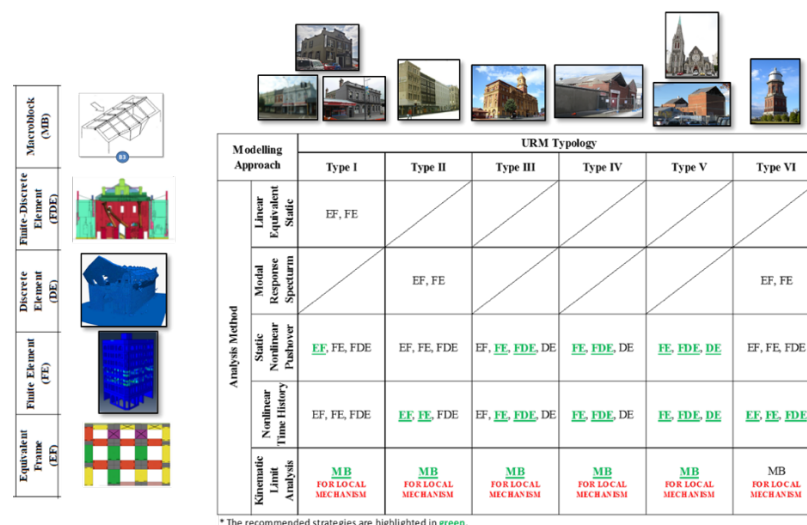 Macroblock
(MB)
B3
Finite-Discrete
Element
(FDE)
Discrete
Element
(DE)
Finite Element
(FE)
Equivalent
Frame
(EF)
Modelling
Approach
URM Typology
Type I
Type II
Type III
Type IV
Type V
Type VI
Analysis Method
Linear
Equivalent
Static
EF, FE
Modal
Response
Specturm
EF, FE
EF, FE
Static
Nonlinear
Pushover
EF, FE, FDE
EF, FE, FDE
EF, FE, FDE, DE
FE, FDE, DE
FE, FDE, DE
EF, FE, FDE
Nonlinear
Time History
EF, FE, FDE
EF, FE, FDE
EF, FE, FDE, DE
FE, FDE, DE
FE, FDE, DE
EF, FE, FDE
Kinematic
Limit
Analysis
MB
FOR LOCAL
MECHANISM
MB
FOR LOCAL
MECHANISM
MB
FOR LOCAL
MECHANISM
MB
FOR LOCAL
MECHANISM
MB
FOR LOCAL
MECHANISM
MB
FOR LOCAL
MECHANISM
* The recommended strategies are highlighted in green